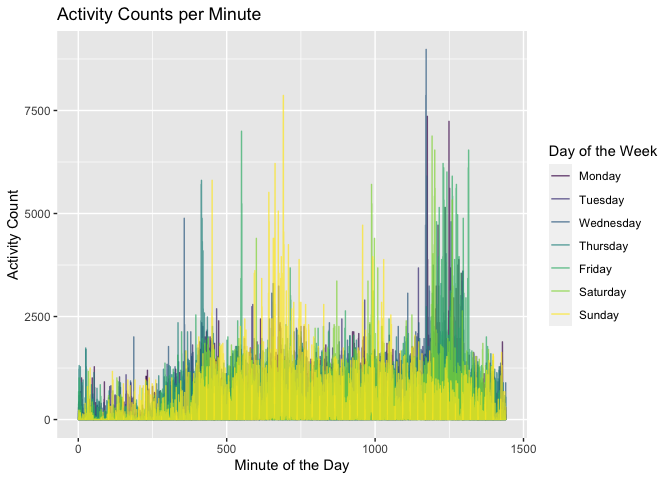 Activity Counts per Minute
Activity Count
7500
5000
2500
0
0
500
1000
1500
Minute of the Day
Day of the Week
Monday
Tuesday
Wednesday
Thursday
Friday
Saturday
Sunday